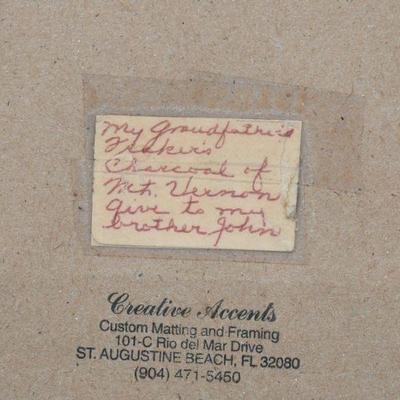 My Grandfather's
Fraker's
Charcoal of
Mt. Vernon
give to my
brother John
Creative Accents
Custom Matting and Framing
101-C Rio del Mar Drive
ST. AUGUSTINE BEACH, FL 32080
(904) 471-5450